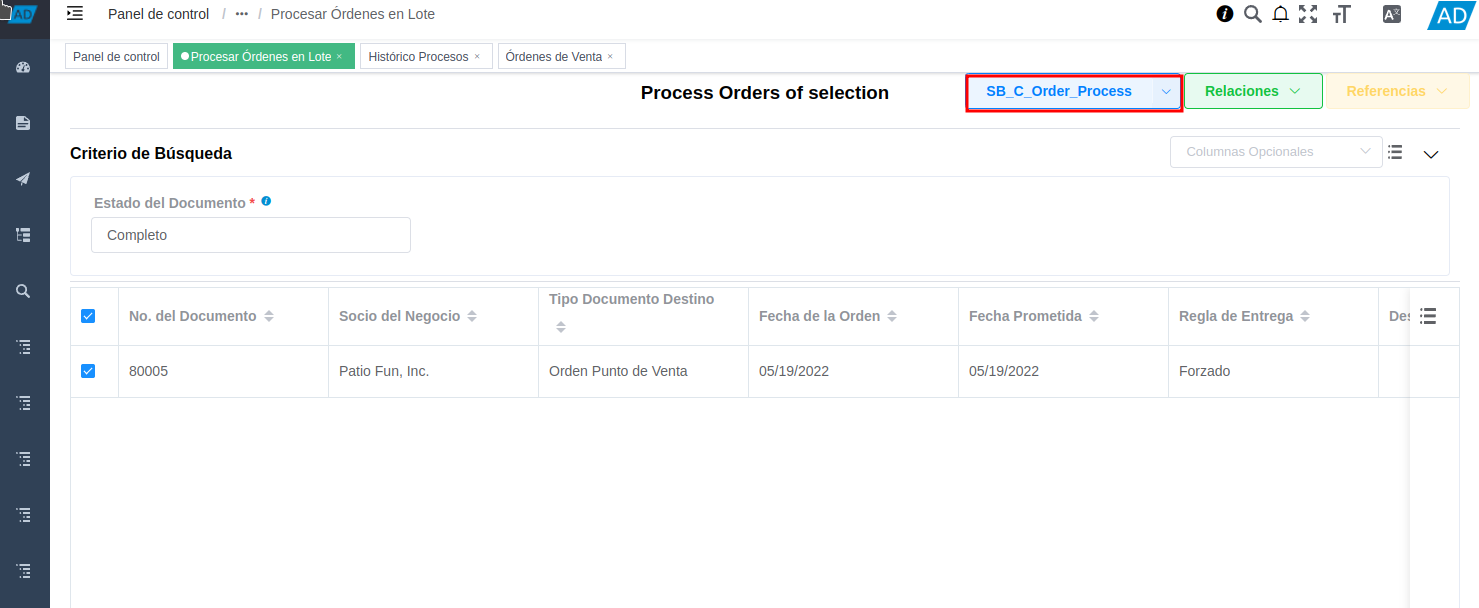 AD
Panel de control / ••• / Procesar Órdenes en Lote
AD
Panel de control
Procesar Órdenes en Lote ×
Histórico Procesos ×
Órdenes de Venta ×
Process Orders of selection
SB_C_Order_Process
Relaciones
Referencias
Criterio de Búsqueda
Columnas Opcionales
Estado del Documento *
Completo
No. del Documento
Socio del Negocio
Tipo Documento Destino
Fecha de la Orden
Fecha Prometida
Regla de Entrega
80005
Patio Fun, Inc.
Orden Punto de Venta
05/19/2022
05/19/2022
Forzado